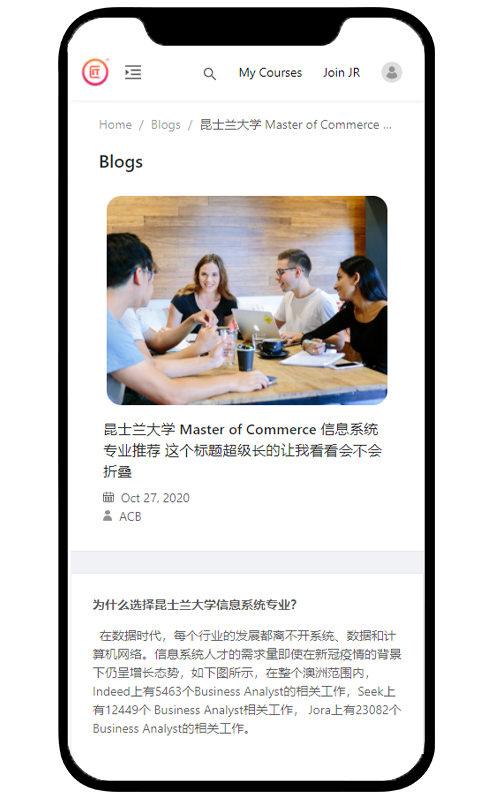 匠
My Courses Join JR
Home / Blogs / 昆士兰大学 Master of Commerce ...
Blogs
昆士兰大学 Master of Commerce 信息系统
专业推荐 这个标题超级长的让我看看会不会
折叠
Oct 27, 2020
ACB
为什么选择昆士兰大学信息系统专业？
在数据时代，每个行业的发展都离不开系统、数据和计
算机网络。信息系统人才的需求量即使在新冠疫情的背景
下仍呈增长态势，如下图所示，在整个澳洲范围内，
Indeed上有5463个Business Analyst的相关工作，Seek上
有12449个 Business Analyst相关工作， Jora上有23082个
Business Analyst的相关工作。